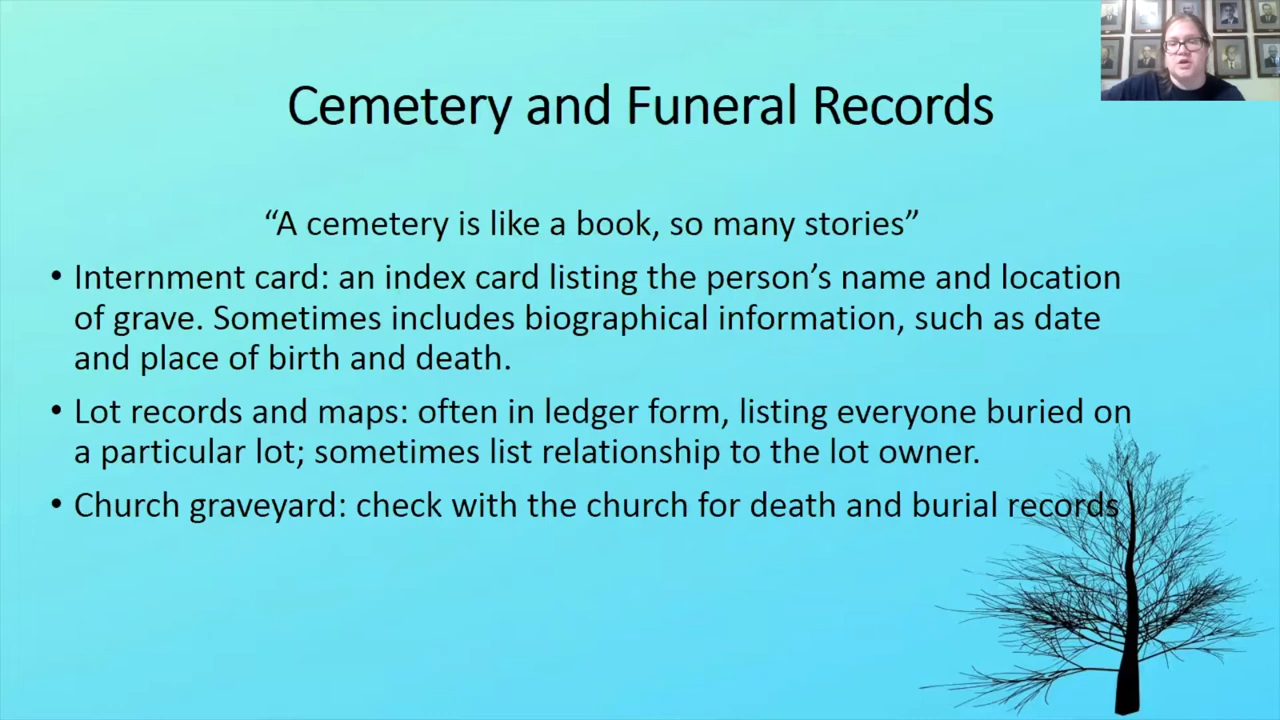 Cemetery and Funeral Records
“A cemetery is like a book, so many stories”
• Internment card: an index card listing the person’s name and location
of grave. Sometimes includes biographical information, such as date
and place of birth and death.
• Lot records and maps: often in ledger form, listing everyone buried on
a particular lot; sometimes list relationship to the lot owner.
• Church graveyard: check with the church for death and burial records